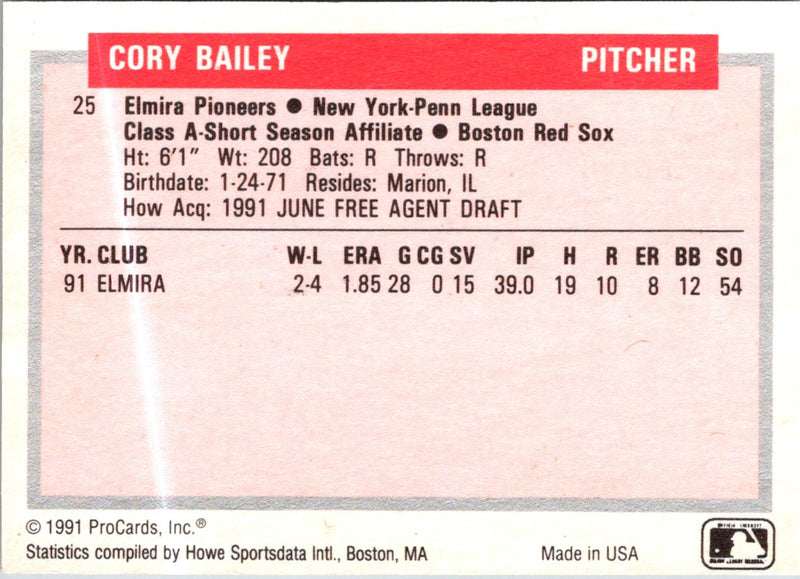 CORY BAILEY PITCHER
25 Elmira Pioneers ● New York-Penn League
Class A-Short Season Affiliate ● Boston Red Sox
Ht: 6'1" Wt: 208 Bats: R Throws: R
Birthdate: 1-24-71 Resides: Marion, IL
How Acq: 1991 JUNE FREE AGENT DRAFT
YR. CLUB W-L ERA G CG SV IP H R ER BB SO
91 ELMIRA 2-4 1.85 28 0 15 39.0 19 10 8 12 54
© 1991 ProCards, Inc.®
Statistics compiled by Howe Sportsdata Intl., Boston, MA Made in USA